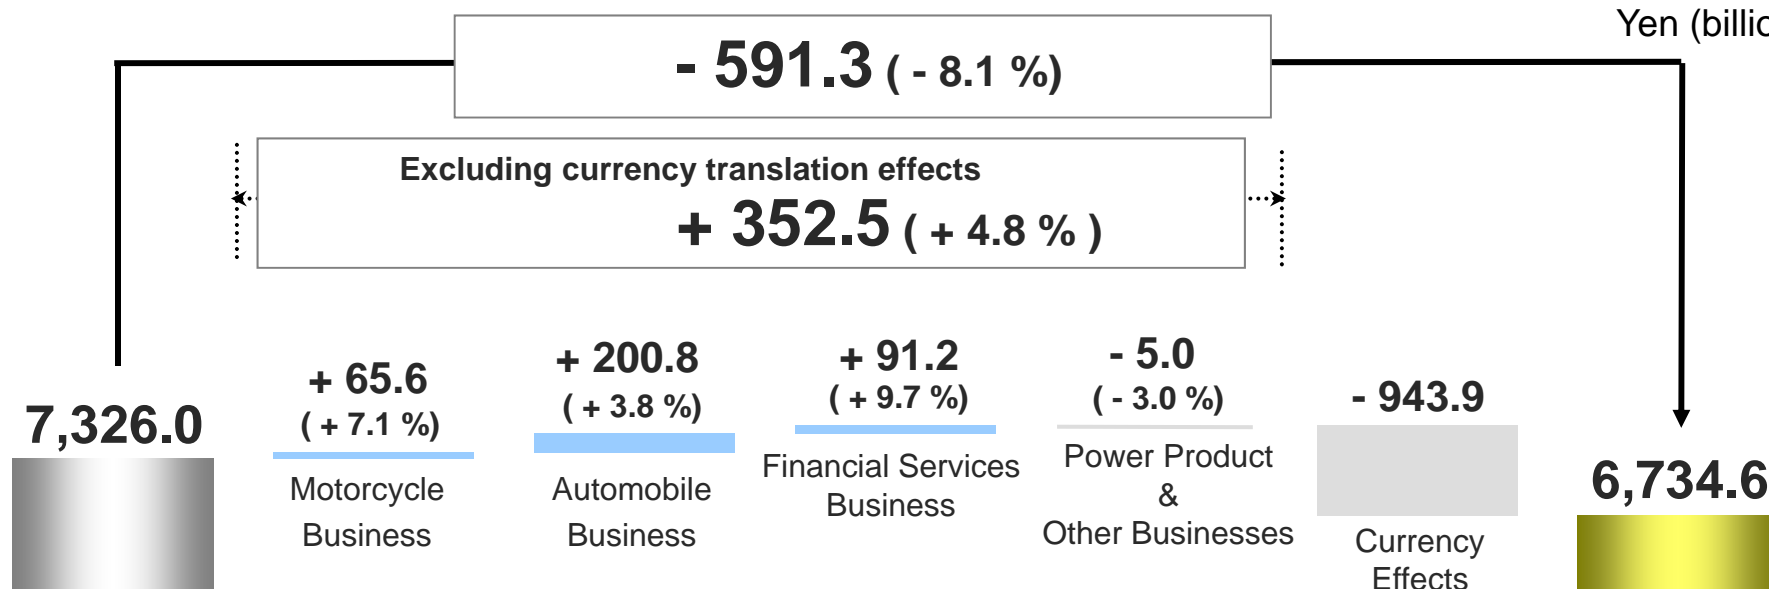 Yen (billio
- 591.3 ( - 8.1 %)
Excluding currency translation effects
+ 352.5 ( + 4.8 % )
7,326.0
+ 65.6
( + 7.1 %)
Motorcycle
Business
+ 200.8
( + 3.8 %)
Automobile
Business
+ 91.2
( + 9.7 %)
Financial Services
Business
- 5.0
( - 3.0 %)
Power Product
&
Other Businesses
- 943.9
Currency
Effects
6,734.6